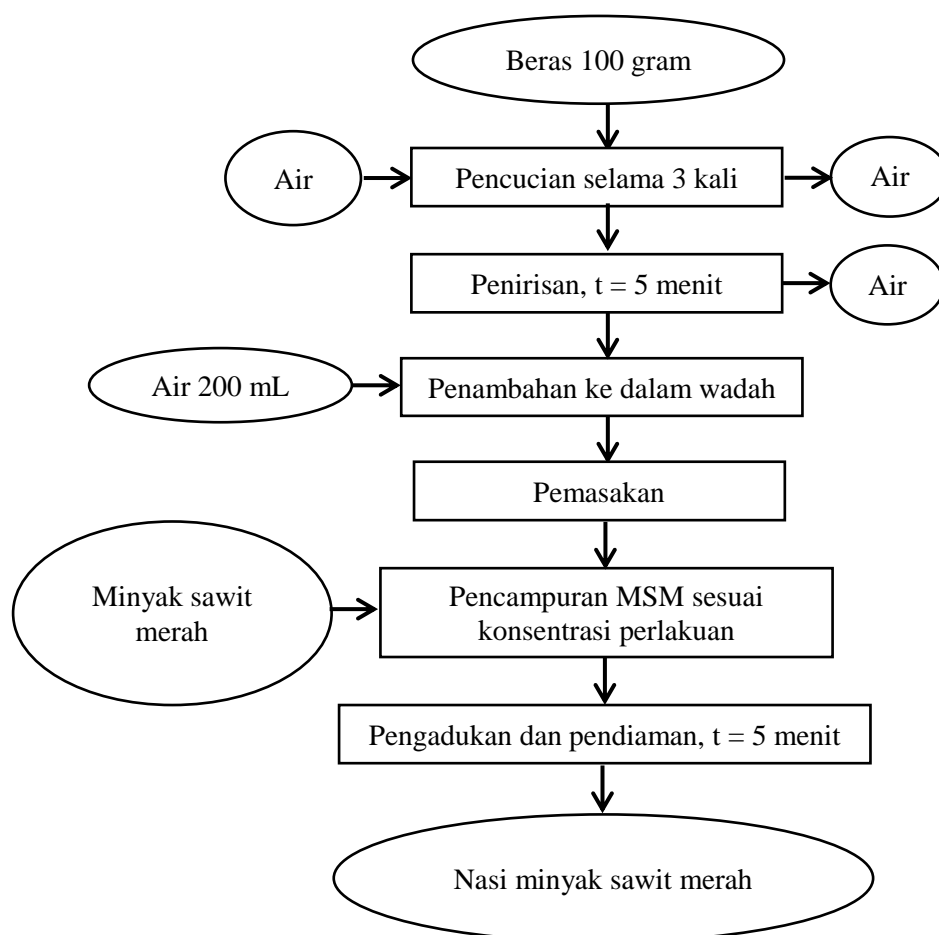 Beras 100 gram
Air
Pencucian selama 3 kali
Air
Penirisan, t = 5 menit
Air
Air 200 mL
Penambahan ke dalam wadah
Pemasakan
Minyak sawit
merah
Pencampuran MSM sesuai
konsentrasi perlakuan
Pengadukan dan pendiaman, t = 5 menit
Nasi minyak sawit merah